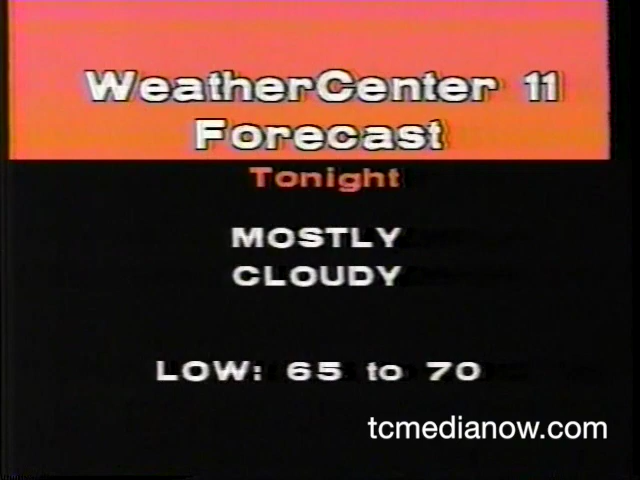 WeatherCenter 11
Forecast
Tonight
MOSTLY
CLOUDY
LOW: 65 to 70
tcmedianow.com